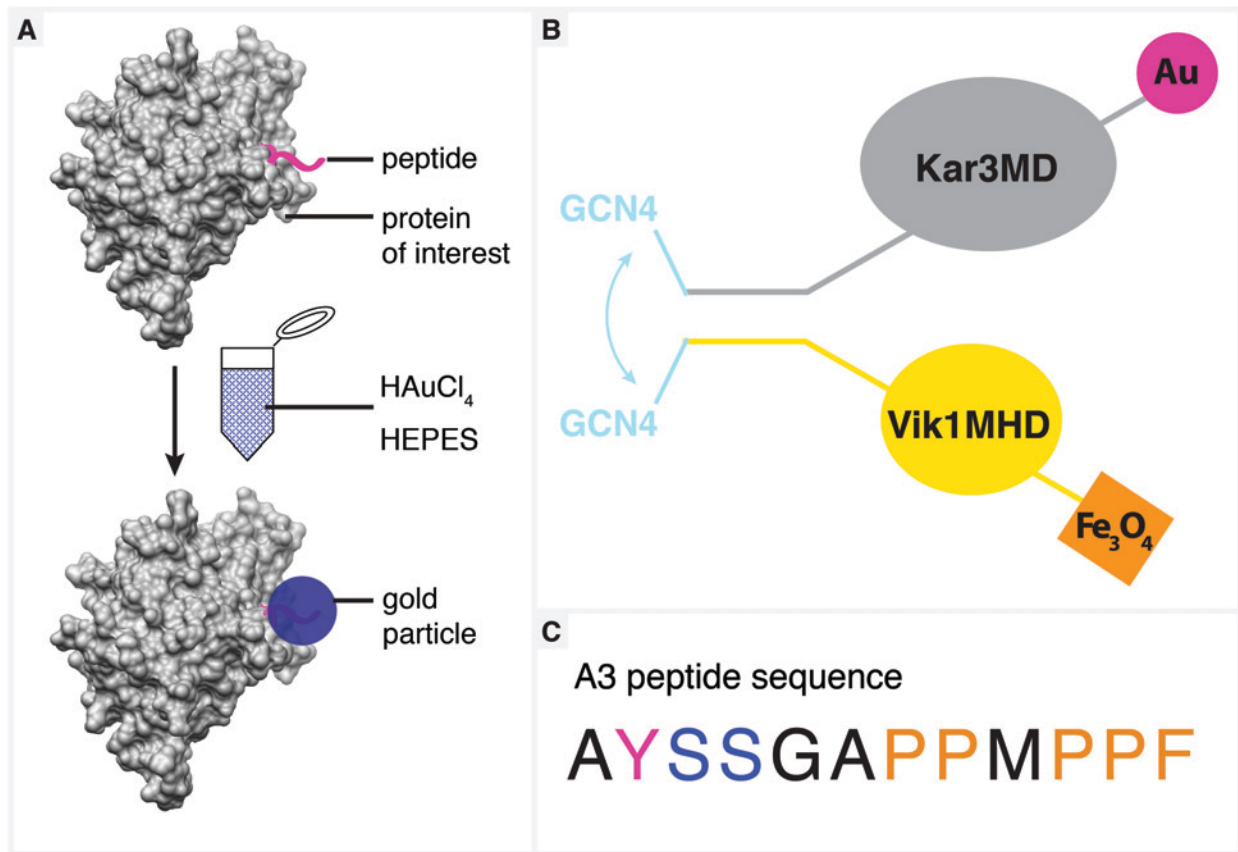 A
peptide
protein
of interest
HAuCl₄
HEPES
gold
particle
B
Au
Kar3MD
GCN4
GCN4
Vik1MHD
Fe₃O₄
C
A3 peptide sequence
AYSSGAPPMPPF